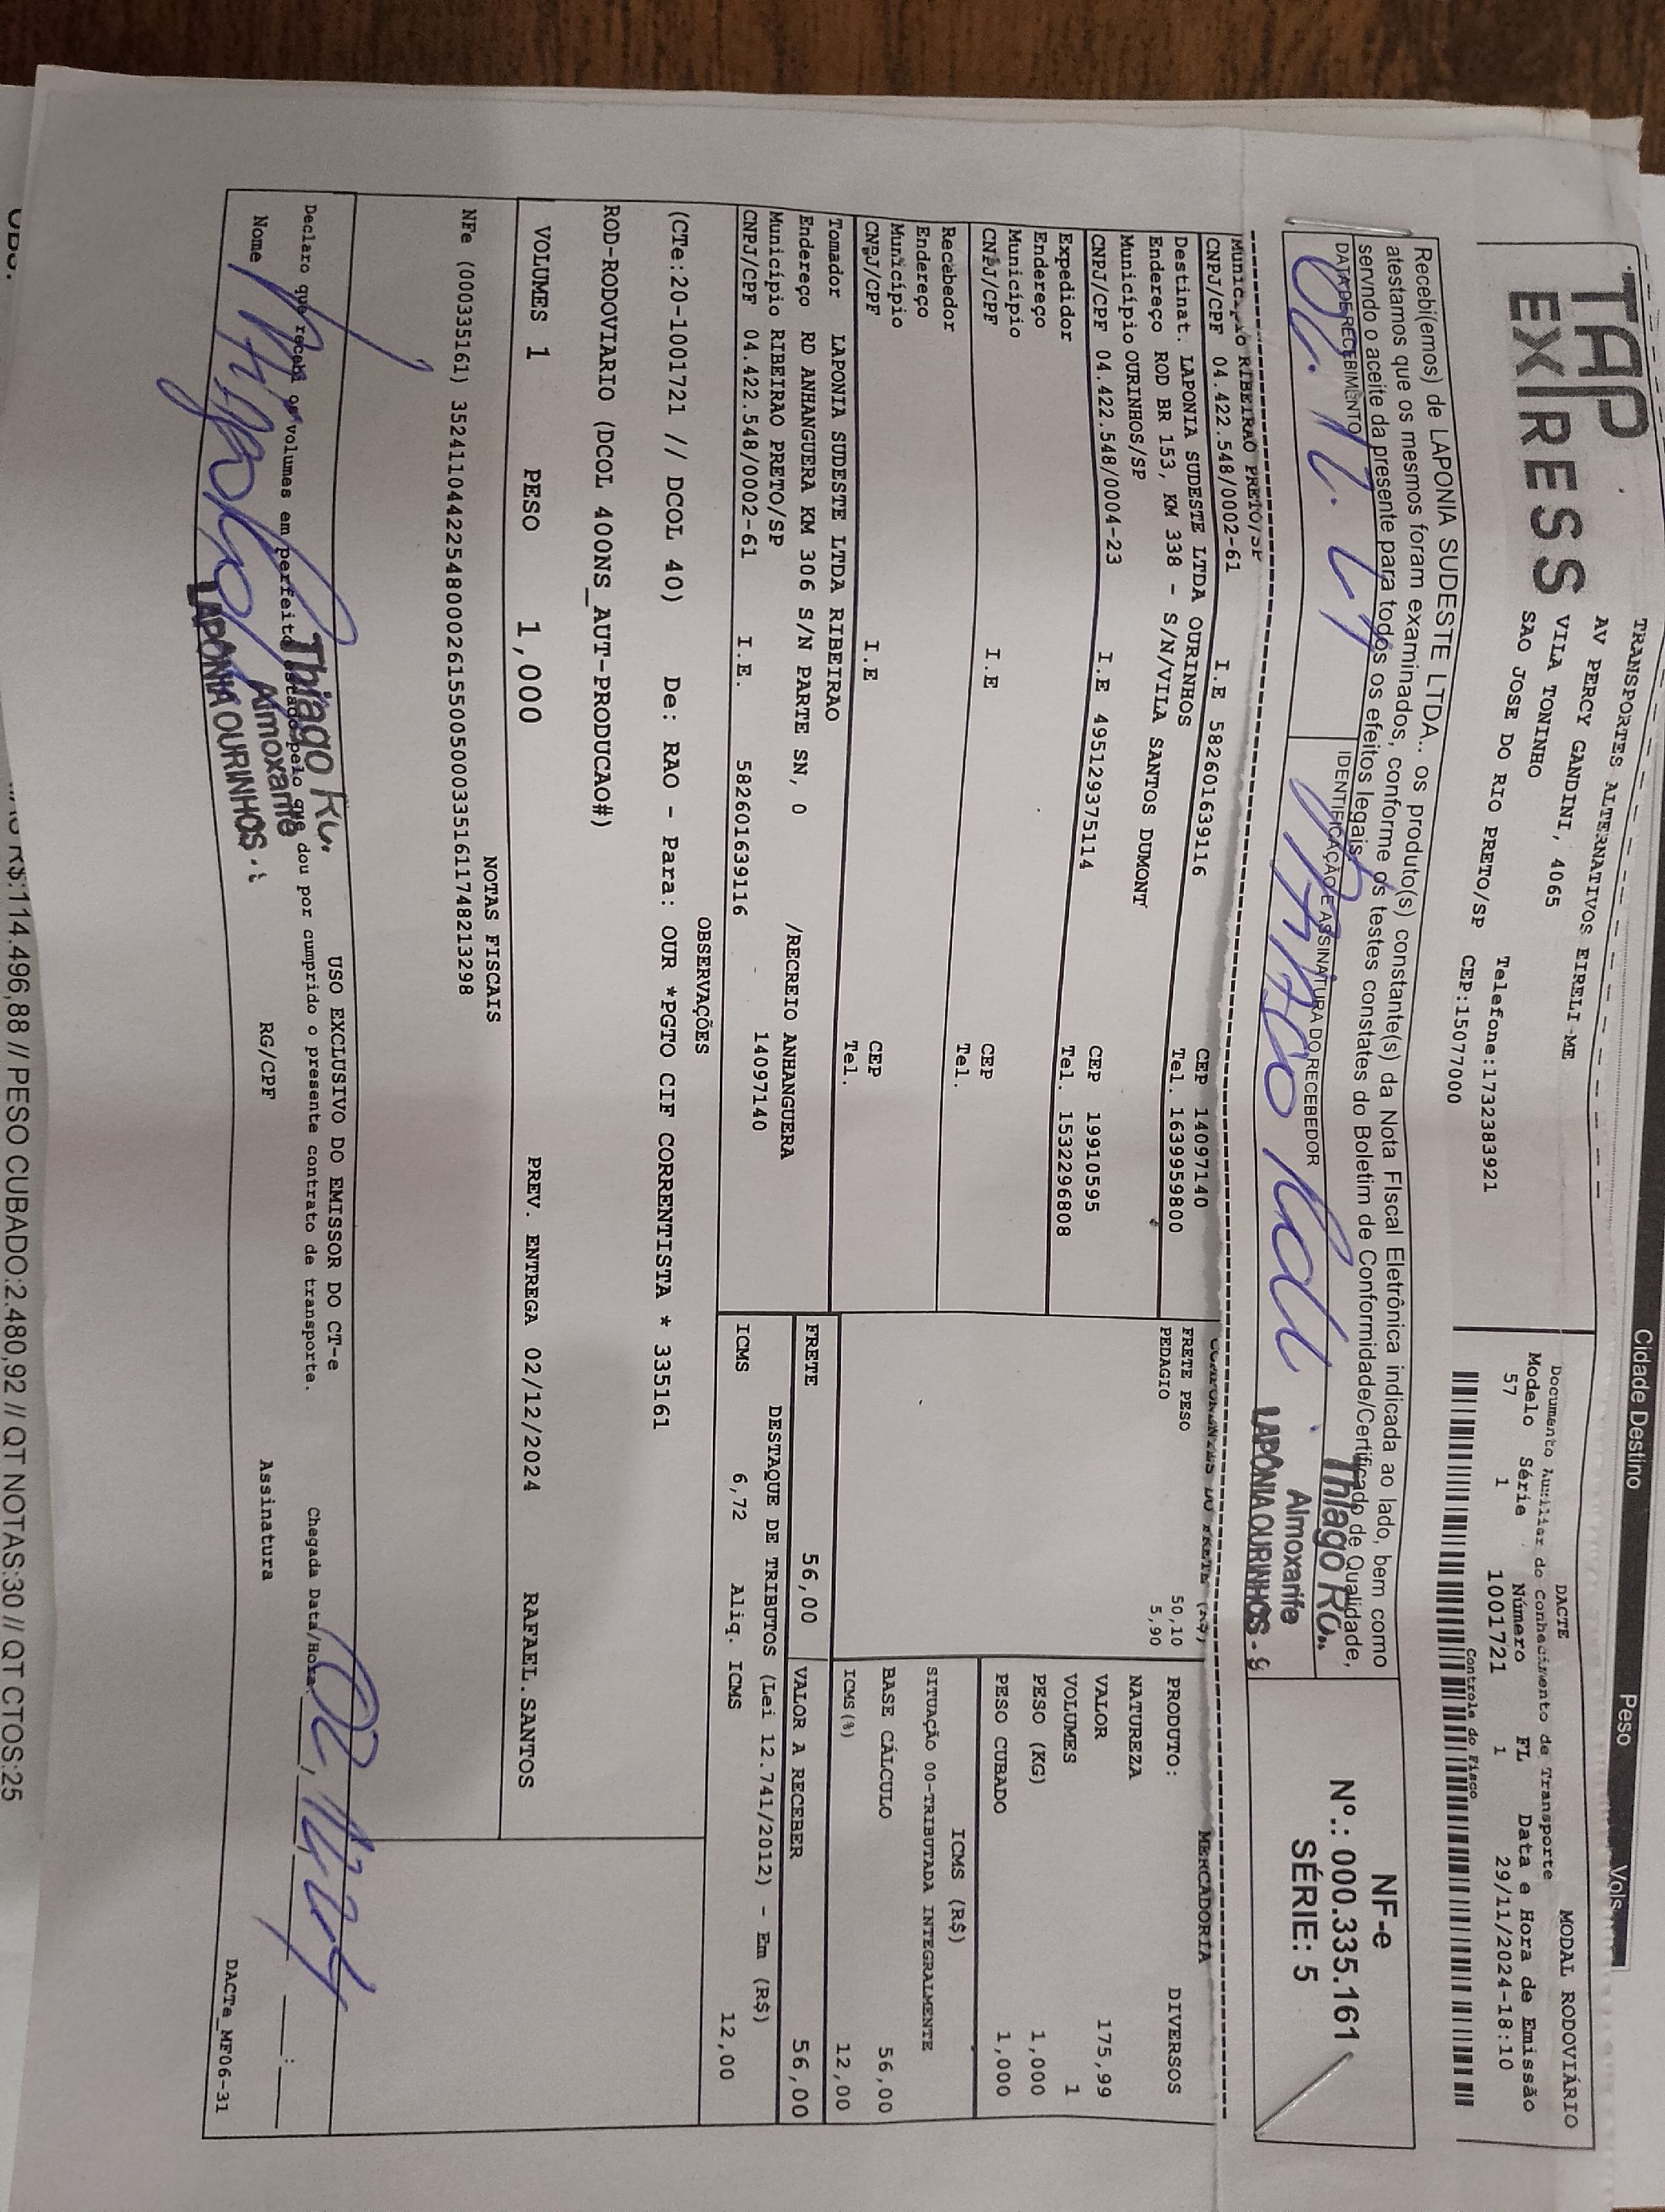 Cidade Destino Peso Vols
TAP EXPRESS
TRANSPORTES ALTERNATIVOS EIRELI ME
AV PERCY GANDINI, 4065
VILA TONINHO Telefone:1732383921
SAO JOSE DO RIO PRETO/SP CEP:15077000
DACTE MODAL RODOVIÁRIO
Documento Auxiliar do Conhecimento de Transporte
Modelo Série Número FL Data e Hora de Emissão
57 1 1001721 1 29/11/2024-18:10
Controle do Fisco
Recebi(emos) de LAPONIA SUDESTE LTDA.. os produto(s) constante(s) da Nota FIscal Eletrônica indicada ao lado, bem como
atestamos que os mesmos foram examinados, conforme os testes constates do Boletim de Conformidade/Certificado de Qualidade,
servndo o aceite da presente para todos os efeitos legais.
DATA DE RECEBIMENTO IDENTIFICAÇÃO E ASSINATURA DO RECEBEDOR
02.12.24
Thiago
Almoxarife
LAPÔNIA OURINHOS
NF-e
Nº.: 000.335.161
SÉRIE: 5
Município RIBEIRAO PRETO/SP CEP 14097140
CNPJ/CPF 04.422.548/0002-61 I.E 582601639116 Tel. 1639959800
Destinat. LAPONIA SUDESTE LTDA OURINHOS
Endereço ROD BR 153, KM 338 - S/N/VILA SANTOS DUMONT
Município OURINHOS/SP CEP 19910595
CNPJ/CPF 04.422.548/0004-23 I.E 495129375114 Tel. 1532296808
Expedidor
Endereço
Município CEP
CNPJ/CPF I.E Tel.
Recebedor
Endereço
Município CEP
CNPJ/CPF I.E Tel.
Tomador LAPONIA SUDESTE LTDA RIBEIRAO
Endereço RD ANHANGUERA KM 306 S/N PARTE SN, 0 /RECREIO ANHANGUERA
Município RIBEIRAO PRETO/SP 14097140
CNPJ/CPF 04.422.548/0002-61 I.E. 582601639116
COMPONENTES DO FRETE (R$)
FRETE PESO 50,10
PEDAGIO 5,90
MERCADORIA
PRODUTO: DIVERSOS
NATUREZA
VALOR 175,99
VOLUMES 1
PESO (KG) 1,000
PESO CUBADO 1,000
ICMS (R$)
SITUAÇÃO 00-TRIBUTADA INTEGRALMENTE
BASE CÁLCULO 56,00
ICMS(%) 12,00
FRETE 56,00 VALOR A RECEBER 56,00
DESTAQUE DE TRIBUTOS (Lei 12.741/2012) - Em (R$)
ICMS 6,72 Aliq. ICMS 12,00
OBSERVAÇÕES
(CTe:20-1001721 // DCOL 40) De: RAO - Para: OUR *PGTO CIF CORRENTISTA * 335161
ROD-RODOVIARIO (DCOL 400NS_AUT-PRODUCAO#)
VOLUMES 1 PESO 1,000 PREV. ENTREGA 02/12/2024 RAFAEL.SANTOS
NOTAS FISCAIS
NFe (000335161) 35241104422548000261550050003351611748213298
USO EXCLUSIVO DO EMISSOR DO CT-e
Declaro que recebi os volumes em perfeito estado pelo que dou por cumprido o presente contrato de transporte. Chegada Data/Hora
02,12,24
Nome RG/CPF Assinatura
Thiago
Almoxarife
LAPÔNIA OURINHOS
DACTe_MF06-31
OBS:
R$:114.496,88 // PESO CUBADO:2.480,92 // QT NOTAS:30 // QT CTOS:25